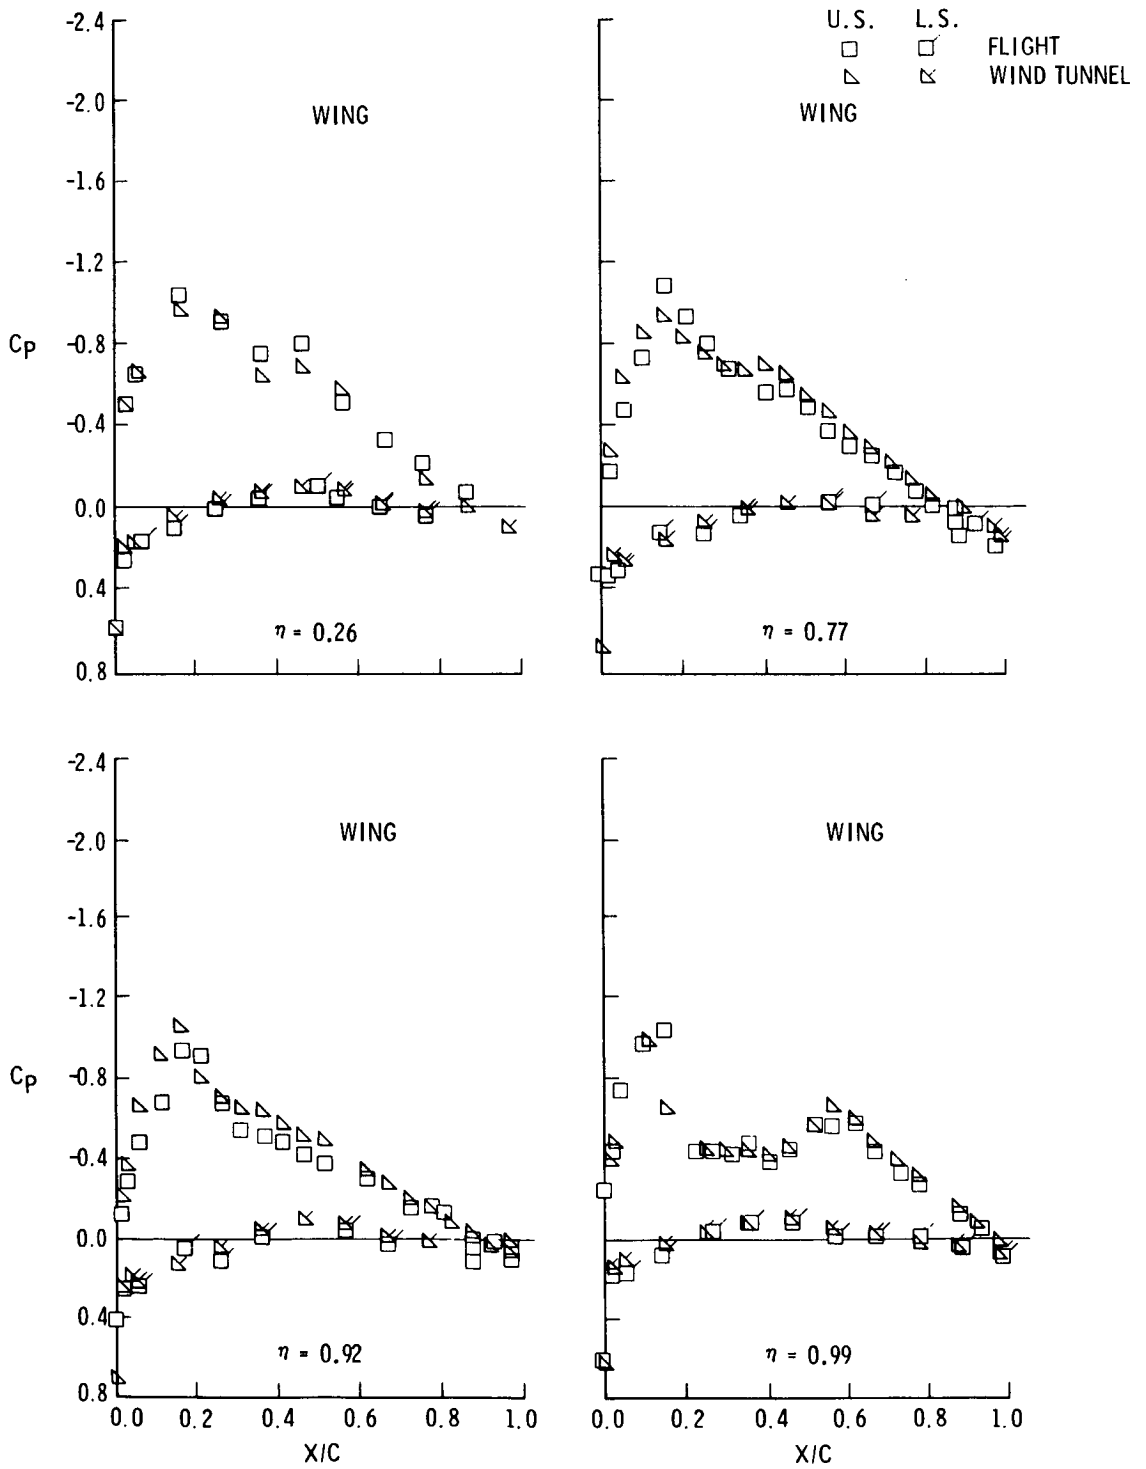 U.S. L.S.
FLIGHT
WIND TUNNEL
-2.4
-2.0
-1.6
-1.2
-0.8
-0.4
0.0
0.4
0.8
CP
WING
η = 0.26
WING
η = 0.77
-2.4
-2.0
-1.6
-1.2
-0.8
-0.4
0.0
0.4
0.8
CP
WING
η = 0.92
0.0 0.2 0.4 0.6 0.8 1.0
X/C
WING
η = 0.99
0.0 0.2 0.4 0.6 0.8 1.0
X/C